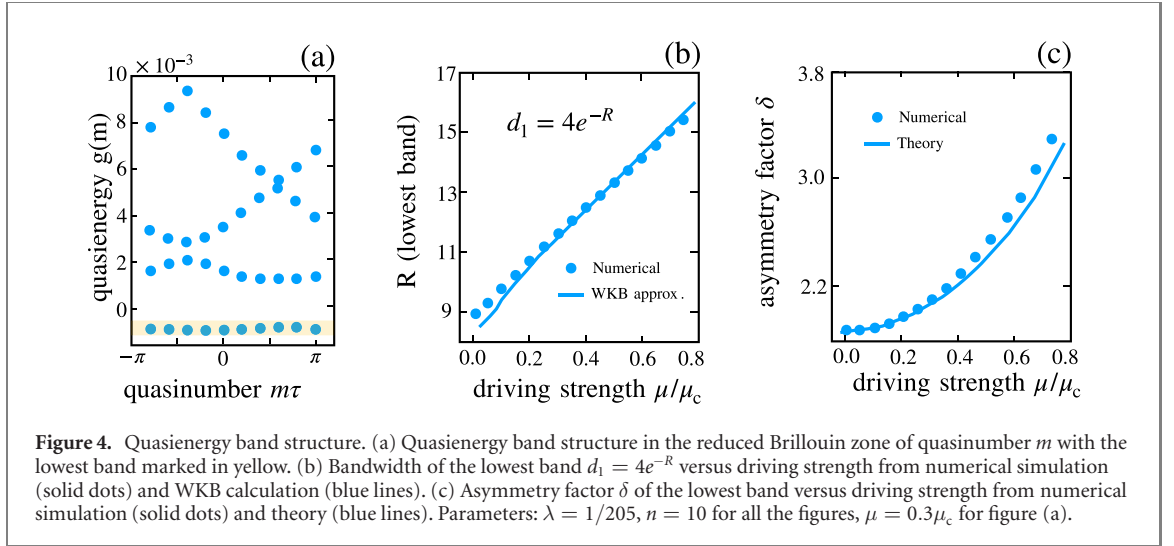 (a)
10 × 10⁻³
8
6
4
2
0
quasienergy g(m)
−π 0 π
quasinumber mτ
(b)
17
15
13
11
9
R (lowest band)
d₁ = 4e⁻ᴿ
Numerical
WKB approx .
0.0 0.2 0.4 0.6 0.8
driving strength μ/μc
(c)
3.8
3.0
2.2
asymmetry factor δ
Numerical
Theory
0.0 0.2 0.4 0.6 0.8
driving strength μ/μc
Figure 4. Quasienergy band structure. (a) Quasienergy band structure in the reduced Brillouin zone of quasinumber m with the
lowest band marked in yellow. (b) Bandwidth of the lowest band d₁ = 4e⁻ᴿ versus driving strength from numerical simulation
(solid dots) and WKB calculation (blue lines). (c) Asymmetry factor δ of the lowest band versus driving strength from numerical
simulation (solid dots) and theory (blue lines). Parameters: λ = 1/205, n = 10 for all the figures, μ = 0.3μc for figure (a).